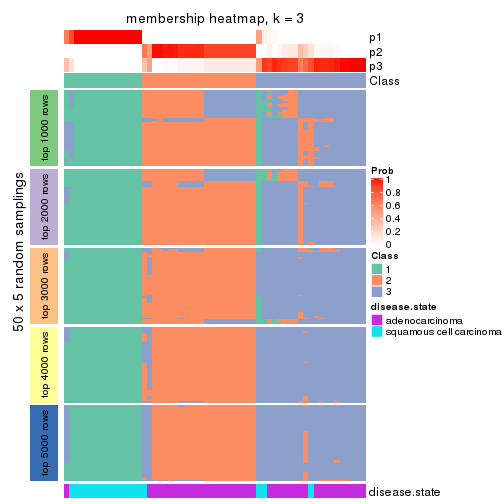 membership heatmap, k = 3
p1
p2
p3
Class
50 x 5 random samplings
top 1000 rows
top 2000 rows
top 3000 rows
top 4000 rows
top 5000 rows
Prob
1
0.8
0.6
0.4
0.2
0
Class
1
2
3
disease.state
adenocarcinoma
squamous cell carcinoma
disease.state